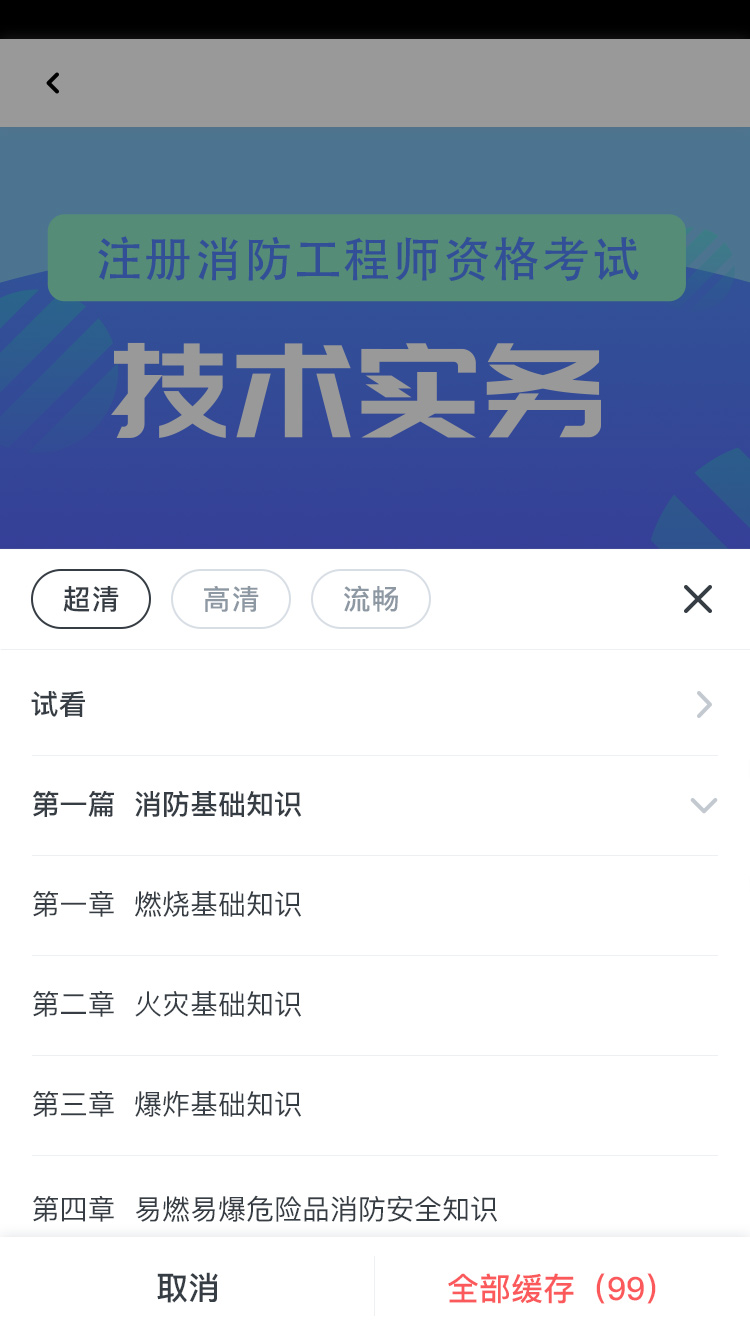 注册消防工程师资格考试
技术实务
超清 高清 流畅
试看
第一篇 消防基础知识
第一章 燃烧基础知识
第二章 火灾基础知识
第三章 爆炸基础知识
第四章 易燃易爆危险品消防安全知识
取消 全部缓存（99）